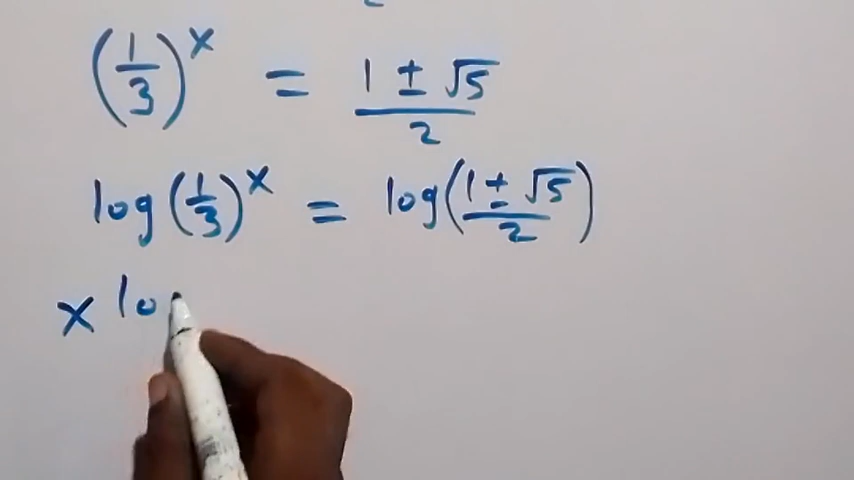 (1/3)^x = (1 ± √5)/2
log(1/3)^x = log((1 ± √5)/2)
x lo